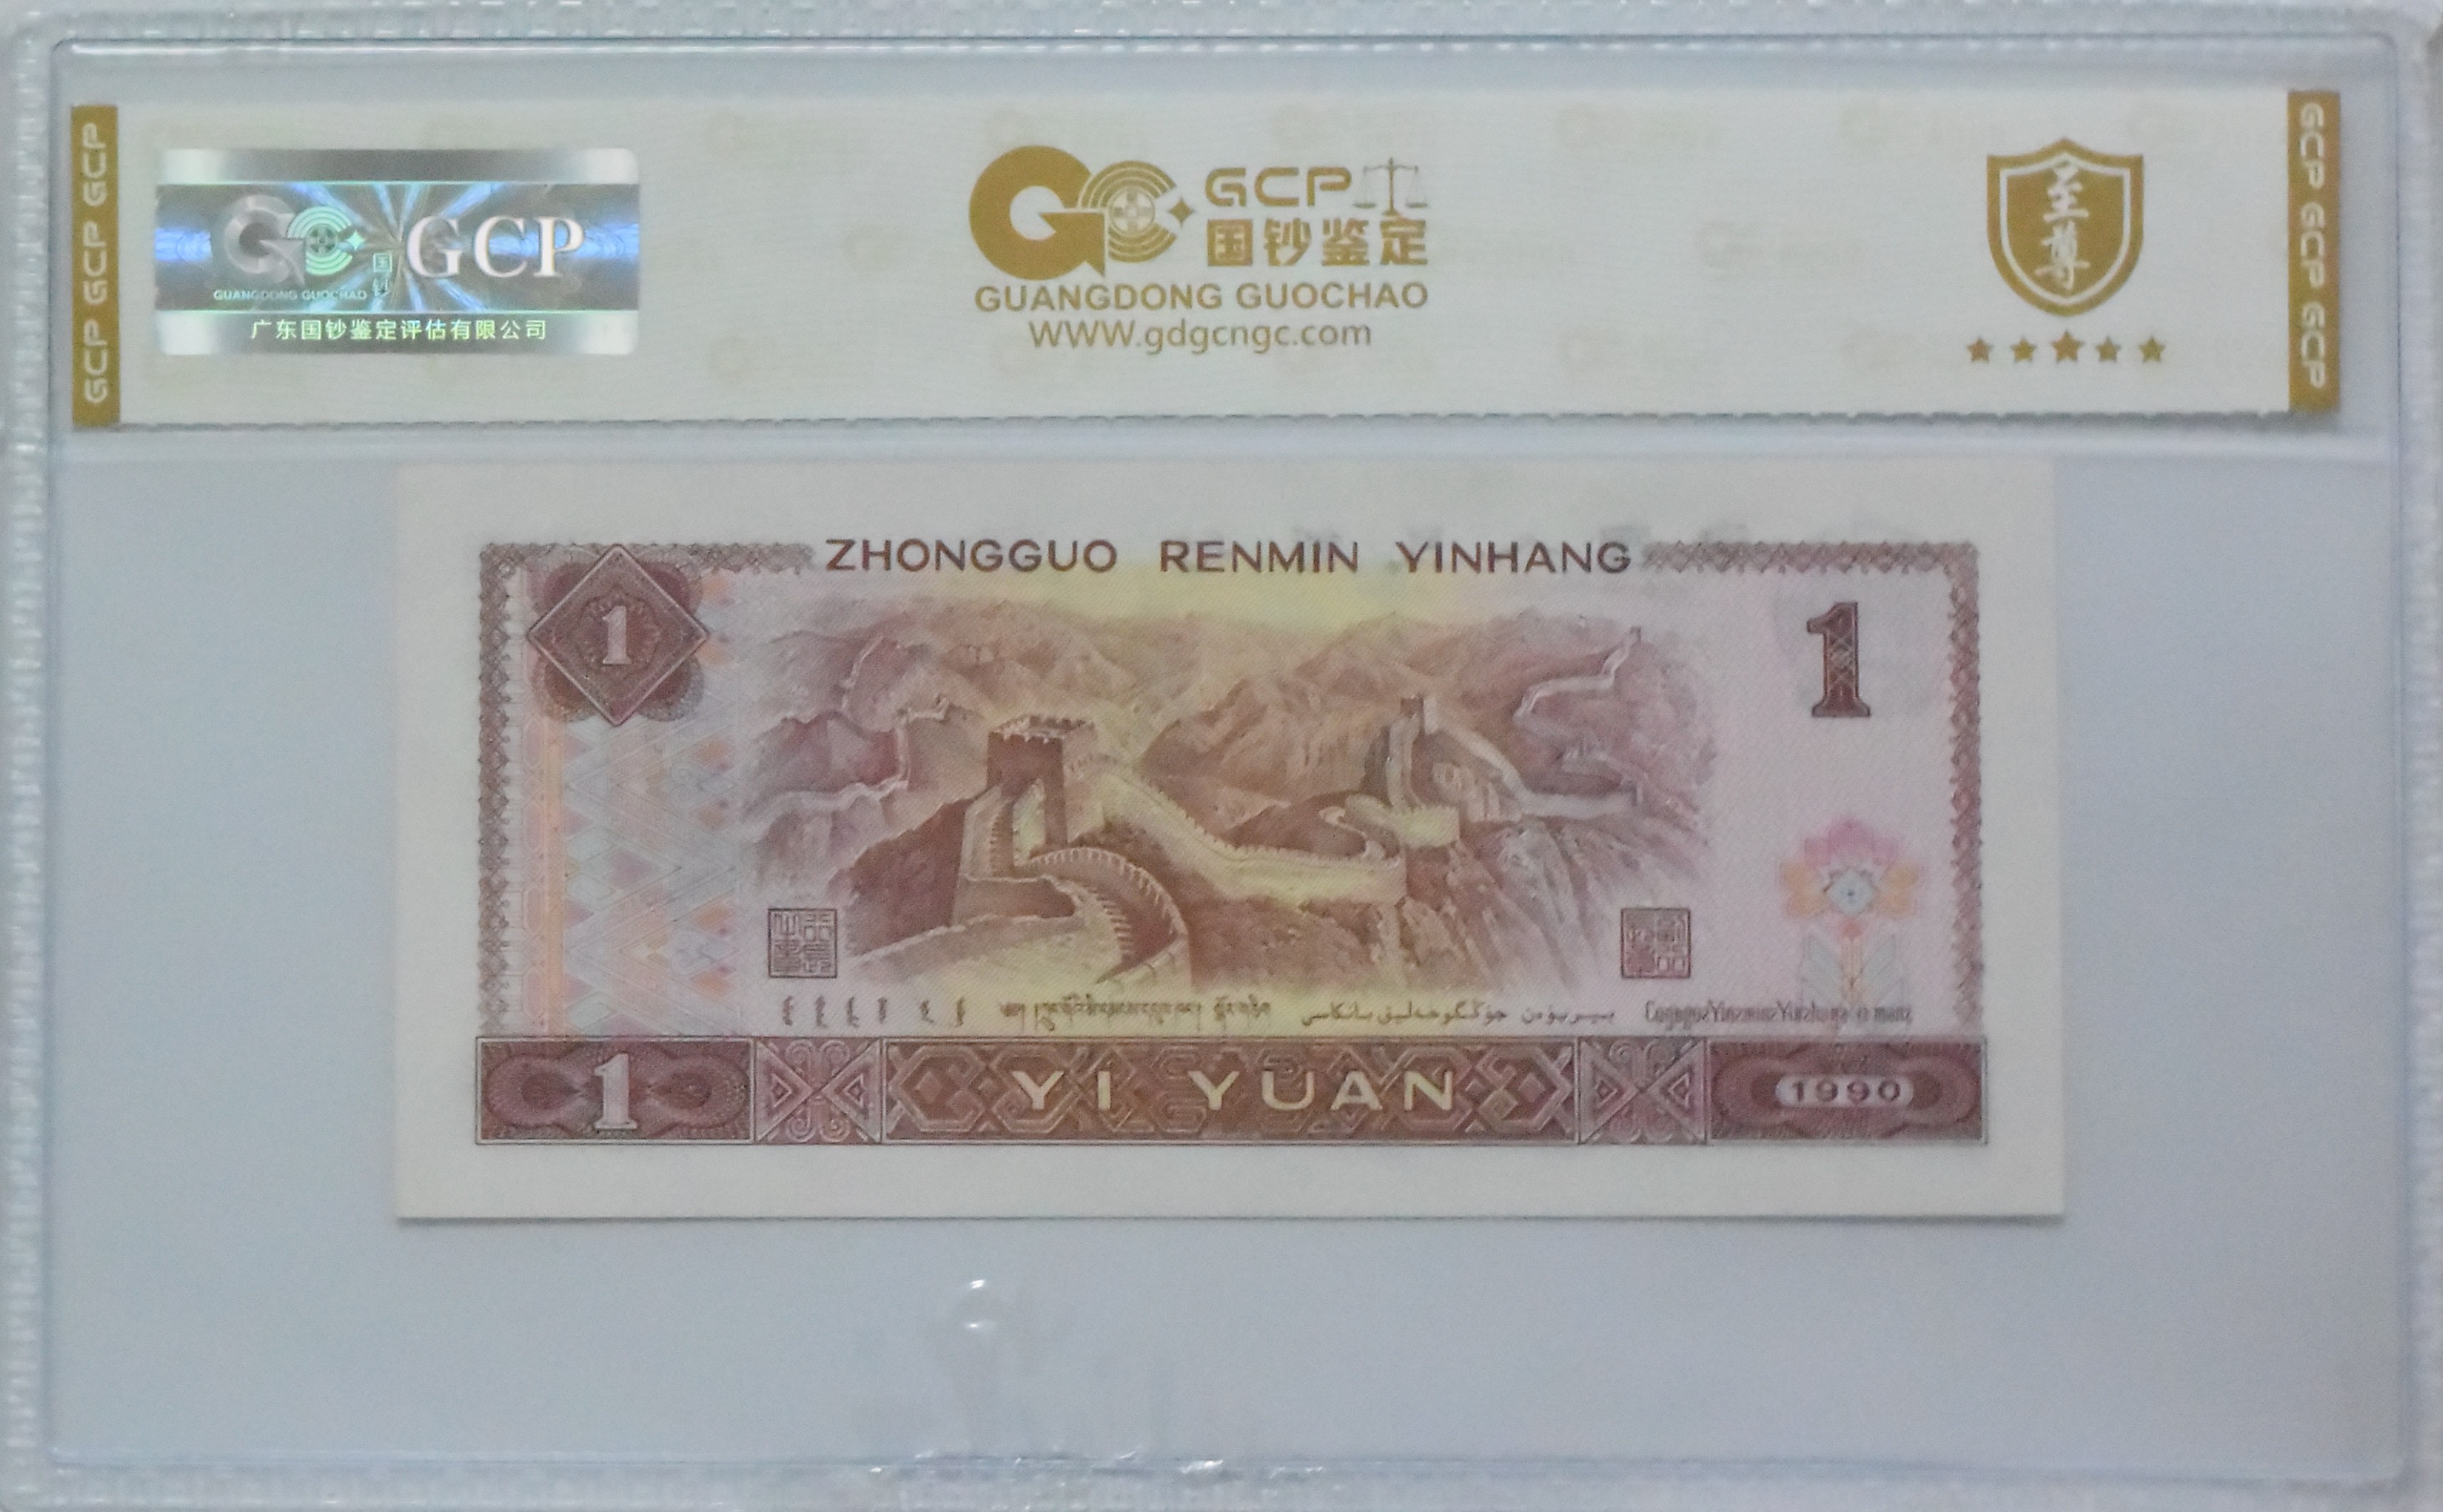 GCP GCP GCP
GCP
国钞
GUANGDONG GUOCHAO
广东国钞鉴定评估有限公司
GCP
国钞鉴定
GUANGDONG GUOCHAO
WWW.gdgcngc.com
至尊
GCP GCP GCP
ZHONGGUO RENMIN YINHANG
1
1
1
YI YUAN
1990